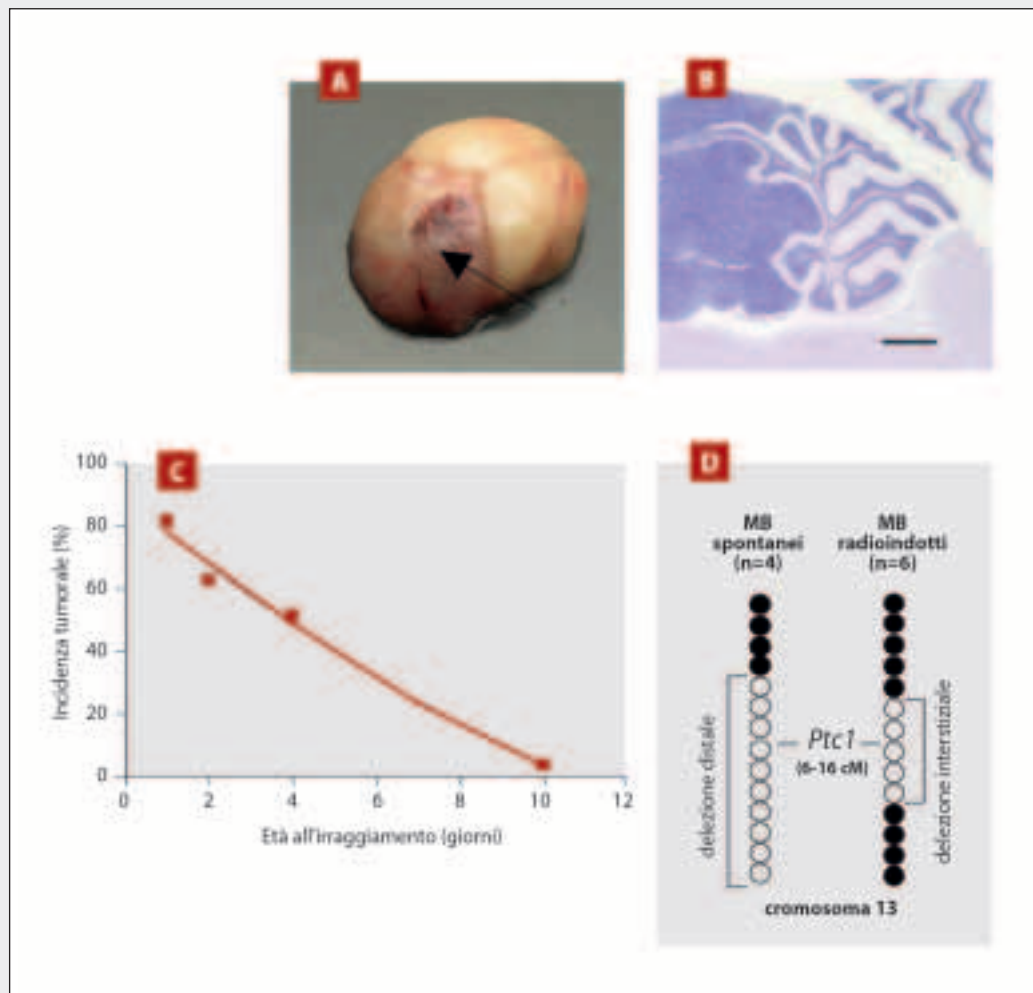 A
B
C
100
80
60
40
20
0
Incidenza tumorale (%)
0 2 4 6 8 10 12
Età all'irraggiamento (giorni)
D
MB
spontanei
(n=4)
MB
radioindotti
(n=6)
delezione distale
Ptc1
(6-16 cM)
delezione interstiziale
cromosoma 13